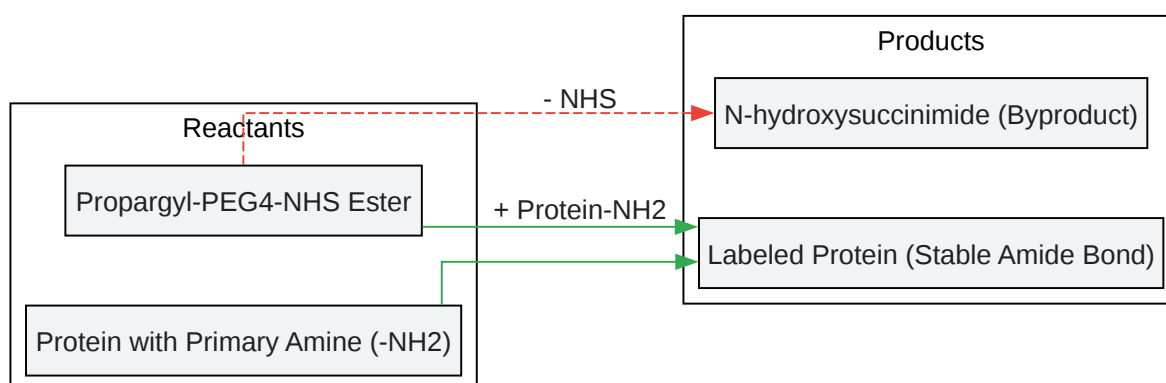 Products
- NHS
N-hydroxysuccinimide (Byproduct)
Reactants
Propargyl-PEG4-NHS Ester
+ Protein-NH2
Labeled Protein (Stable Amide Bond)
Protein with Primary Amine (-NH2)